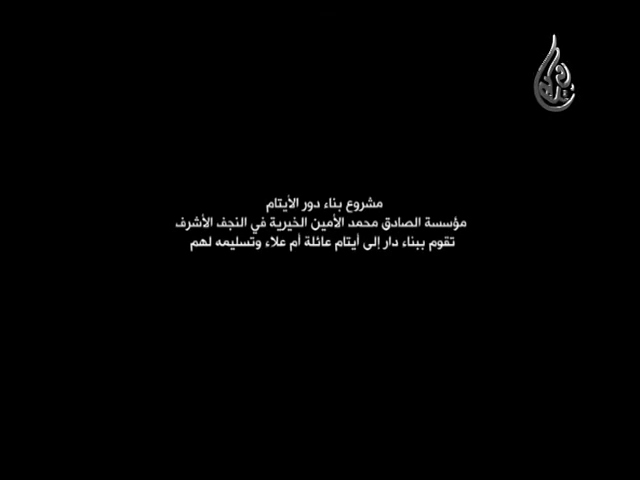 مشروع بناء دور الأيتام
مؤسسة الصادق محمد الأمين الخيرية في النجف الأشرف
تقوم ببناء دار إلى أيتام عائلة أم علاء وتسليمه لهم